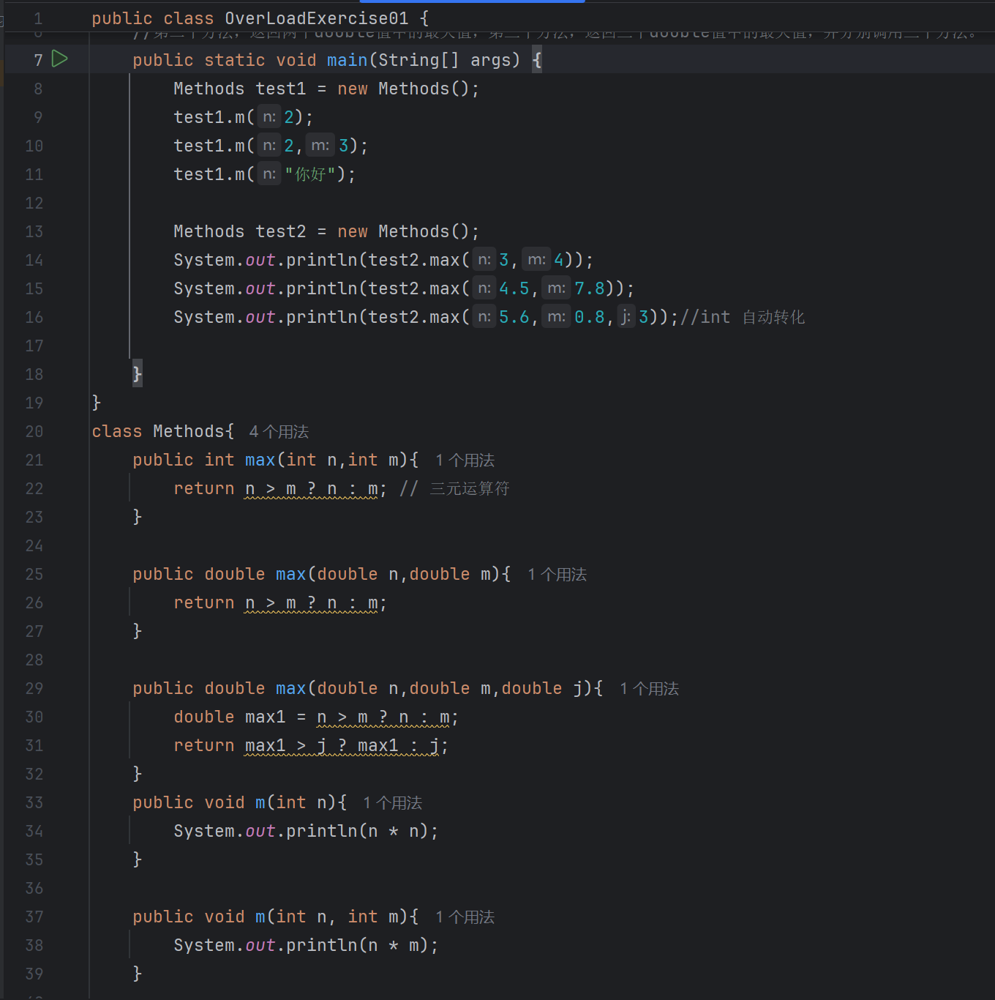 1 public class OverLoadExercise01 {
//第二个方法，返回两个double值中的最大值，第三个方法，返回三个double值中的最大值，并分别调用三个方法。
7 public static void main(String[] args) {
8 Methods test1 = new Methods();
9 test1.m( n: 2);
10 test1.m( n: 2, m: 3);
11 test1.m( n: "你好");
12
13 Methods test2 = new Methods();
14 System.out.println(test2.max( n: 3, m: 4));
15 System.out.println(test2.max( n: 4.5, m: 7.8));
16 System.out.println(test2.max( n: 5.6, m: 0.8, j: 3));//int 自动转化
17
18 }
19 }
20 class Methods{ 4 个用法
21 public int max(int n,int m){ 1 个用法
22 return n > m ? n : m; // 三元运算符
23 }
24
25 public double max(double n,double m){ 1 个用法
26 return n > m ? n : m;
27 }
28
29 public double max(double n,double m,double j){ 1 个用法
30 double max1 = n > m ? n : m;
31 return max1 > j ? max1 : j;
32 }
33 public void m(int n){ 1 个用法
34 System.out.println(n * n);
35 }
36
37 public void m(int n, int m){ 1 个用法
38 System.out.println(n * m);
39 }